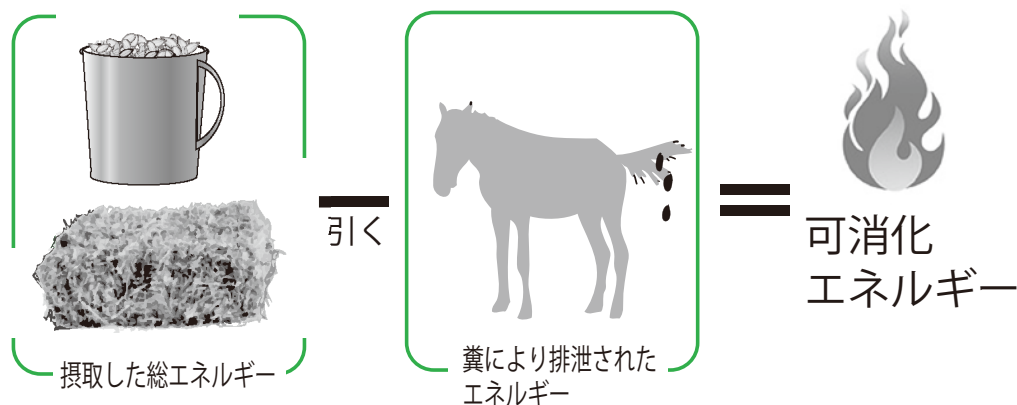 引く
可消化
エネルギー
摂取した総エネルギー
糞により排泄された
エネルギー